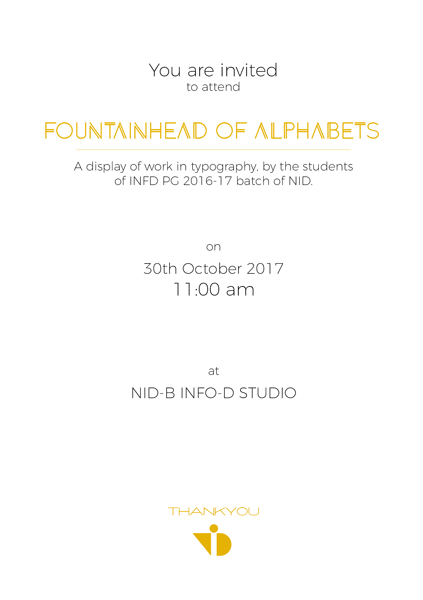 You are invited
to attend
FOUNTAINHEAD OF ALPHABETS
A display of work in typography, by the students
of INFD PG 2016-17 batch of NID.
on
30th October 2017
11:00 am
at
NID-B INFO-D STUDIO
THANKYOU